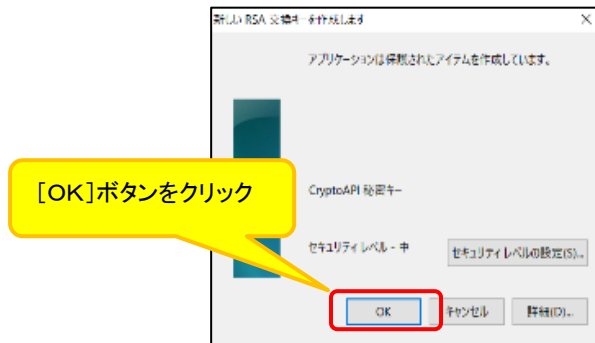 新しい RSA 交換キーを作成します
アプリケーションは保護されたアイテムを作成しています。
[OK]ボタンをクリック
CryptoAPI 秘密キー
セキュリティ レベル - 中
セキュリティ レベルの設定(S)...
OK
キャンセル
詳細(D)...